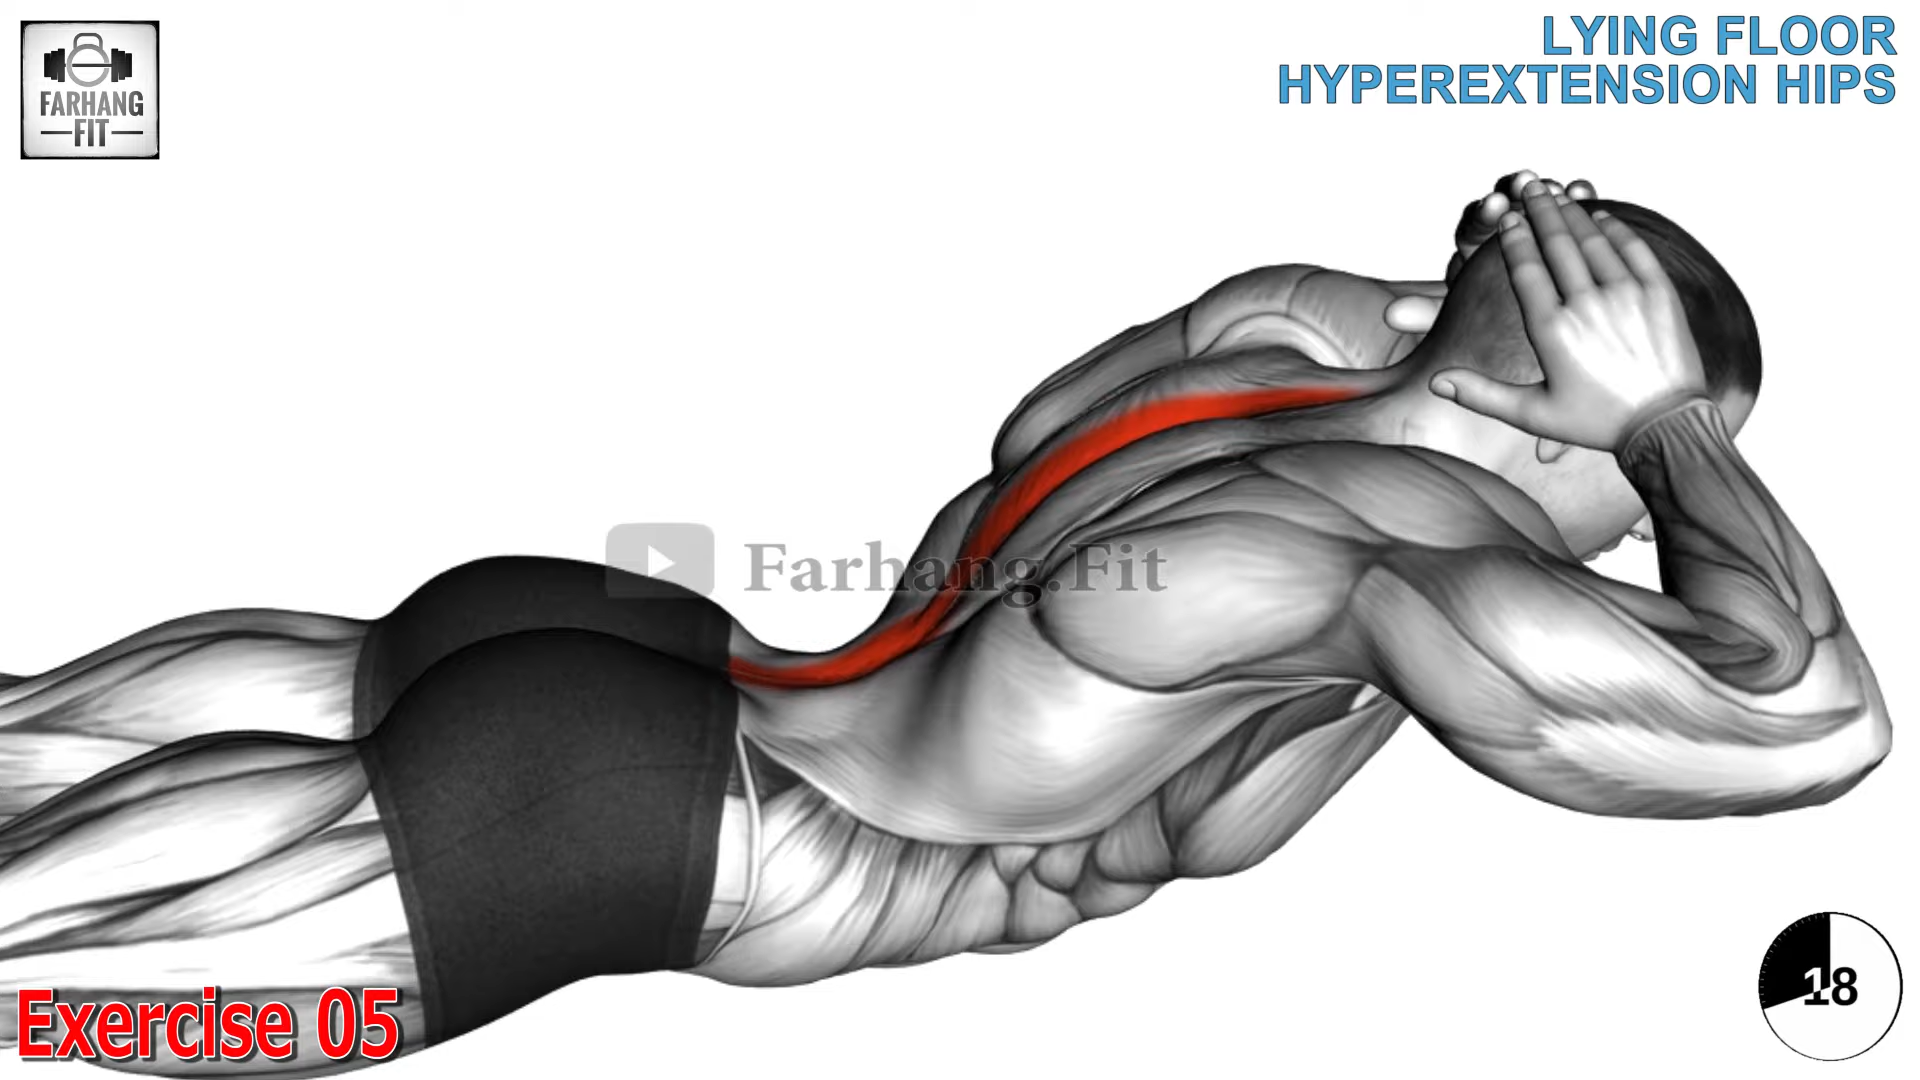 FARHANG
FIT
LYING FLOOR
HYPEREXTENSION HIPS
Farhang.Fit
Exercise 05
18